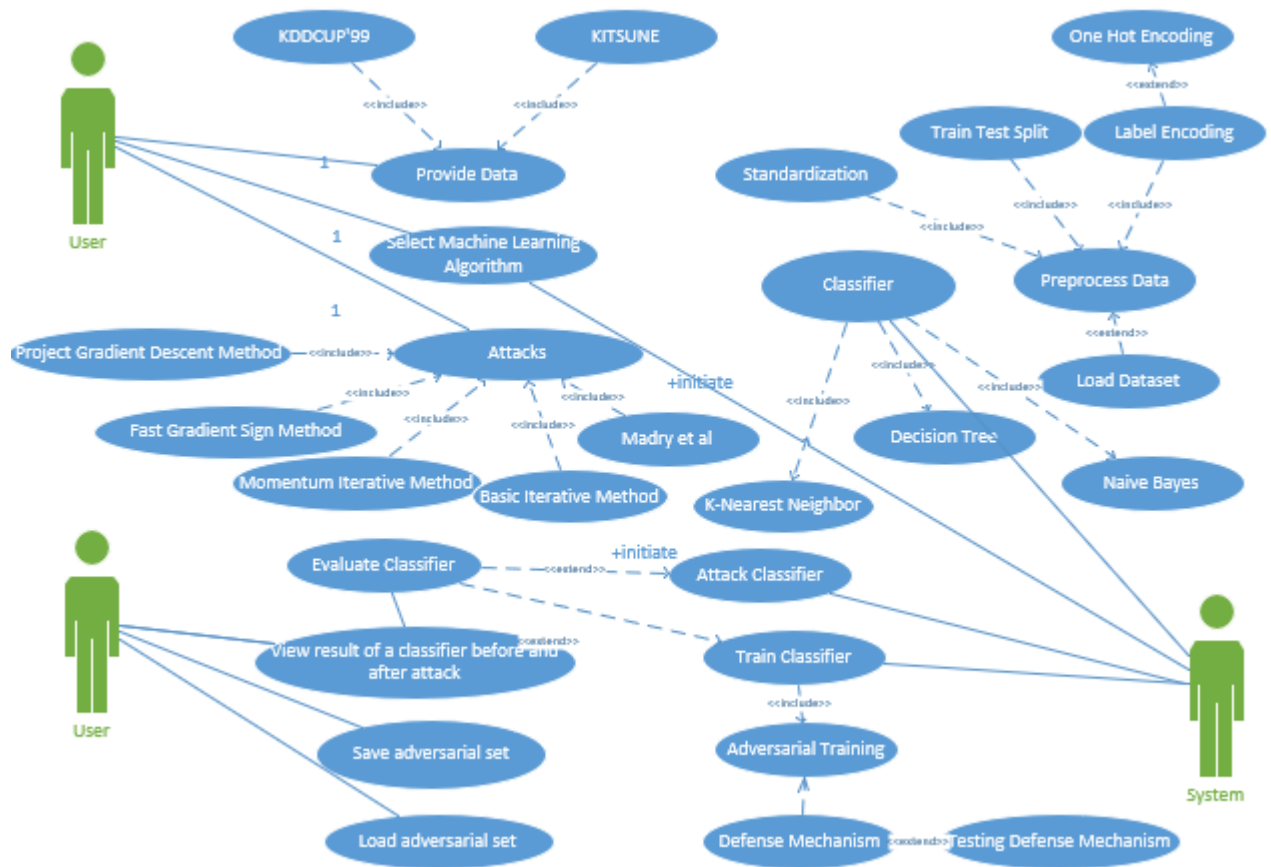 KDDCUP'99
KITSUNE
One Hot Encoding
<<include>>
<<include>>
<<extend>>
Train Test Split
Label Encoding
1
Provide Data
Standardization
<<include>>
<<include>>
<<include>>
User
1
Select Machine Learning
Algorithm
Classifier
Preprocess Data
1
Project Gradient Descent Method
<<include>>
Attacks
<<extend>>
+initiate
<<include>>
<<include>>
Load Dataset
<<include>>
<<include>>
<<include>>
<<include>>
<<include>>
Fast Gradient Sign Method
Madry et al
Decision Tree
Momentum Iterative Method
Basic Iterative Method
K-Nearest Neighbor
Naive Bayes
+initiate
Evaluate Classifier
<<extend>>
Attack Classifier
<<extend>>
View result of a classifier before and
after attack
Train Classifier
<<include>>
User
Save adversarial set
Adversarial Training
System
Load adversarial set
Defense Mechanism
<<extend>>
Testing Defense Mechanism